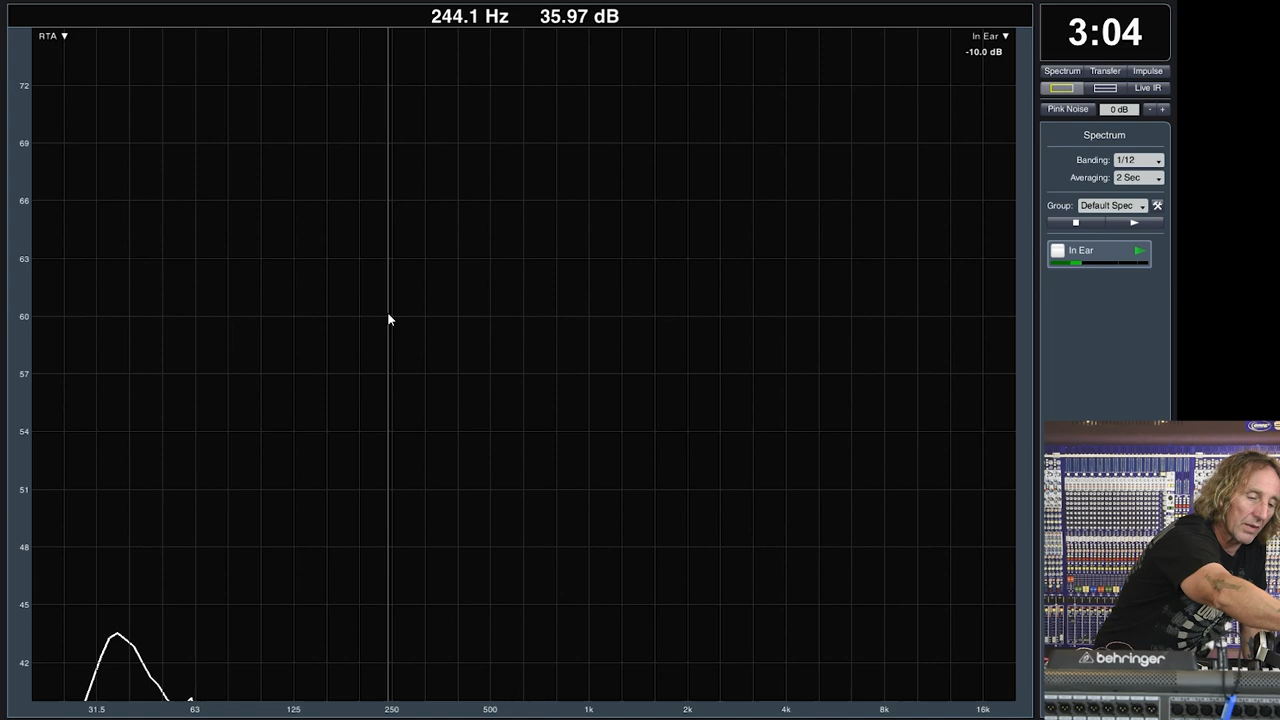 244.1 Hz 35.97 dB
3:04
RTA ▼
In Ear ▼
-10.0 dB
72
69
66
63
60
57
54
51
48
45
42
31.5 63 125 250 500 1k 2k 4k 8k 16k
Spectrum Transfer Impulse
Live IR
Pink Noise 0 dB - +
Spectrum
Banding: 1/12
Averaging: 2 Sec
Group: Default Spec
In Ear
behringer